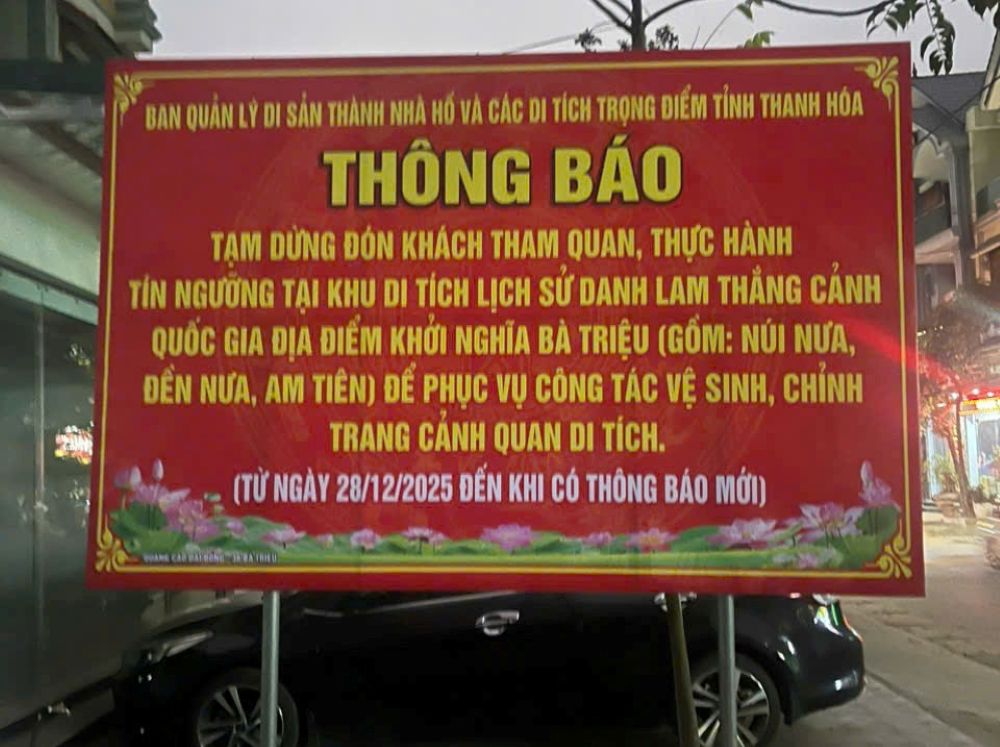 BAN QUẢN LÝ DI SẢN THÀNH NHÀ HỒ VÀ CÁC DI TÍCH TRỌNG ĐIỂM TỈNH THANH HÓA
THÔNG BÁO
TẠM DỪNG ĐÓN KHÁCH THAM QUAN, THỰC HÀNH
TÍN NGƯỠNG TẠI KHU DI TÍCH LỊCH SỬ DANH LAM THẮNG CẢNH
QUỐC GIA ĐỊA ĐIỂM KHỞI NGHĨA BÀ TRIỆU (GỒM: NÚI NƯA,
ĐỀN NƯA, AM TIÊN) ĐỂ PHỤC VỤ CÔNG TÁC VỆ SINH, CHỈNH
TRANG CẢNH QUAN DI TÍCH.
(TỪ NGÀY 28/12/2025 ĐẾN KHI CÓ THÔNG BÁO MỚI)